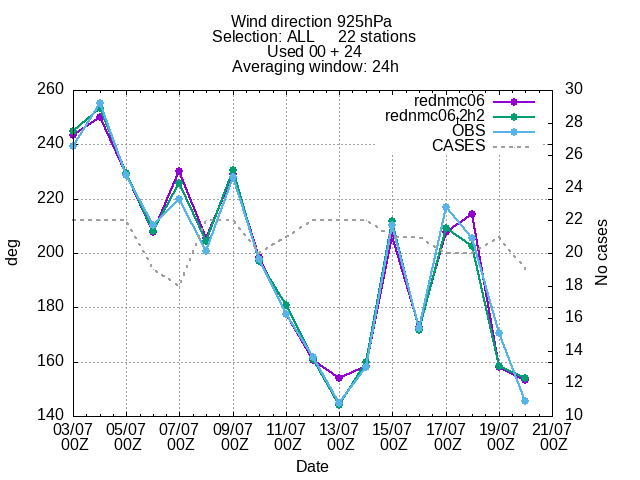 Wind direction 925hPa
Selection: ALL 22 stations
Used 00 + 24
Averaging window: 24h
rednmc06
rednmc06.2h2
OBS
CASES
260
240
220
200
180
160
140
30
28
26
24
22
20
18
16
14
12
10
deg
No cases
03/07 05/07 07/07 09/07 11/07 13/07 15/07 17/07 19/07 21/07
00Z 00Z 00Z 00Z 00Z 00Z 00Z 00Z 00Z 00Z
Date